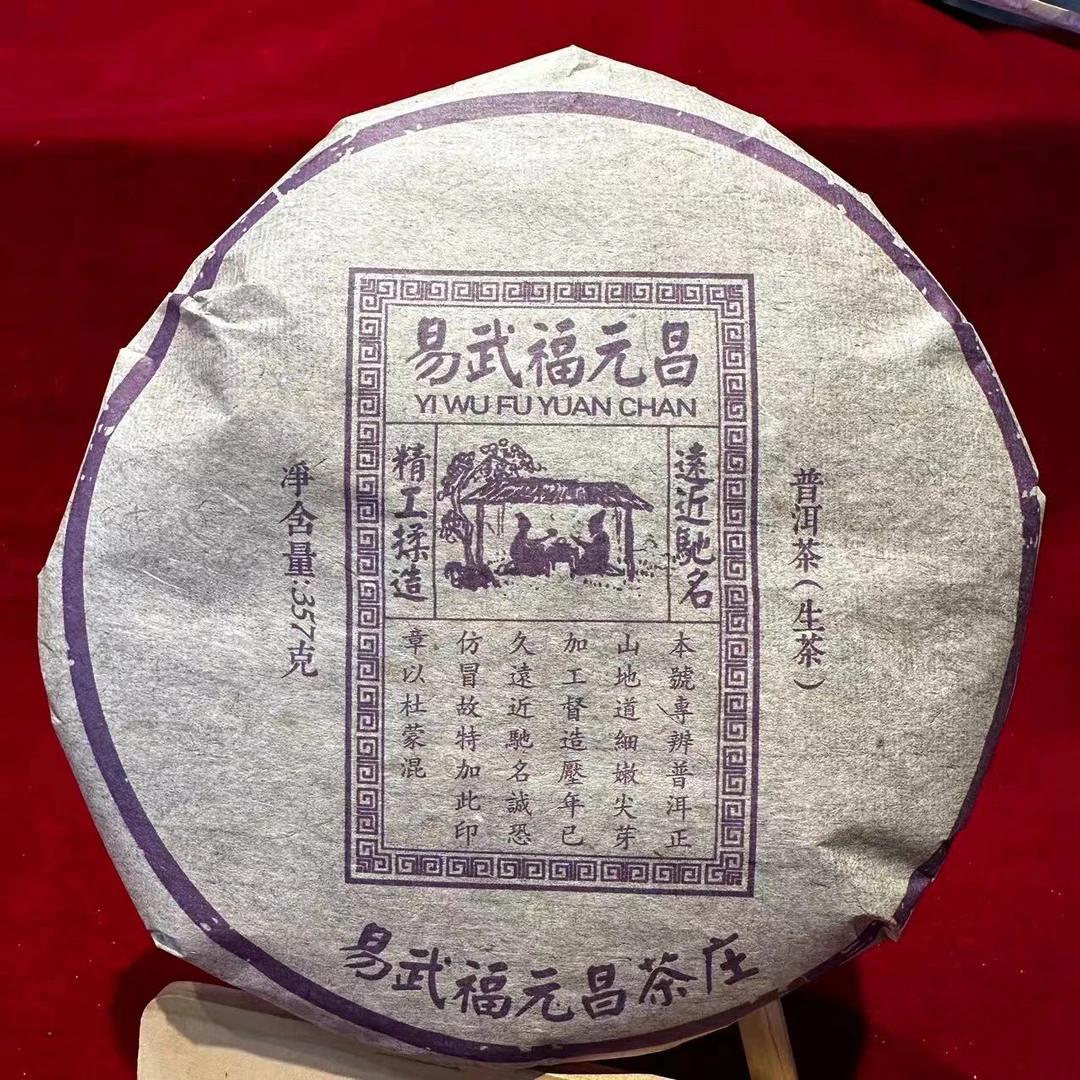 易武福元昌
YI WU FU YUAN CHAN
遠近馳名
精工揉造
本號專辨普洱正
山地道細嫩尖芽
加工督造壓年已
久遠近馳名誠恐
仿冒故特加此印
章以杜蒙混
普洱茶(生茶)
淨含量:357克
易武福元昌茶庄